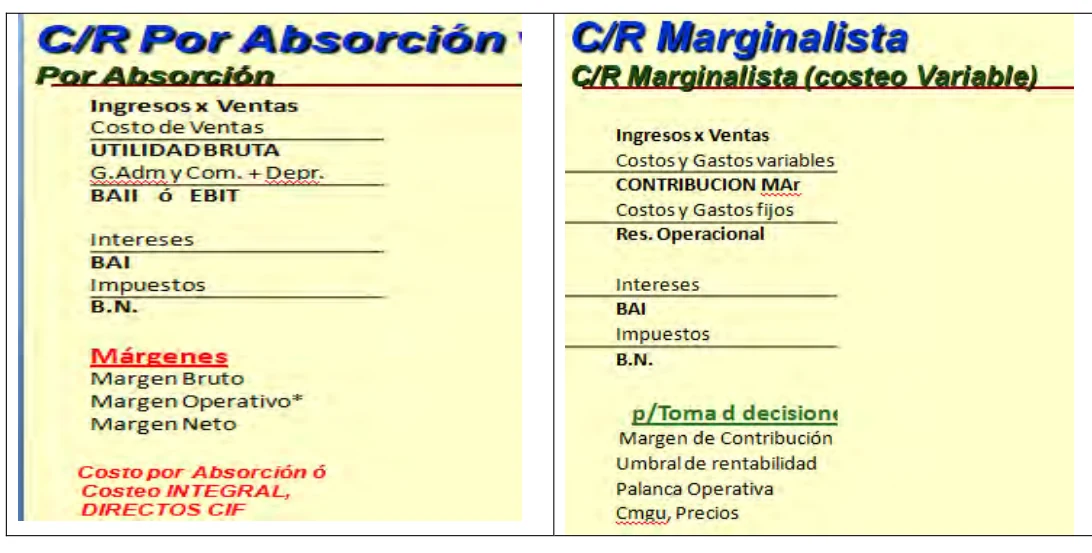 C/R Por Absorción
Por Absorción
Ingresos x Ventas
Costo de Ventas
UTILIDAD BRUTA
G.Adm y Com. + Depr.
BAII ó EBIT
Intereses
BAI
Impuestos
B.N.
Márgenes
Margen Bruto
Margen Operativo*
Margen Neto
Costo por Absorción ó
Costeo INTEGRAL,
DIRECTOS CIF
C/R Marginalista
C/R Marginalista (costeo Variable)
Ingresos x Ventas
Costos y Gastos variables
CONTRIBUCION MAr
Costos y Gastos fijos
Res. Operacional
Intereses
BAI
Impuestos
B.N.
p/Toma d decisione
Margen de Contribución
Umbral de rentabilidad
Palanca Operativa
Cmgu, Precios